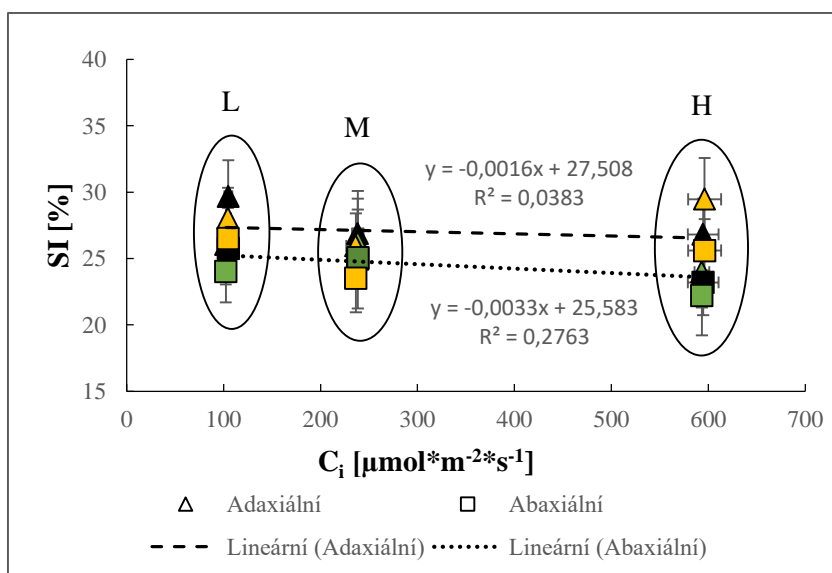 40
35
30
25
20
15
SI [%]
L
M
H
y = -0,0016x + 27,508
R² = 0,0383
y = -0,0033x + 25,583
R² = 0,2763
0 100 200 300 400 500 600 700
Cᵢ [µmol*m⁻²*s⁻¹]
Adaxiální Abaxiální
Lineární (Adaxiální) Lineární (Abaxiální)